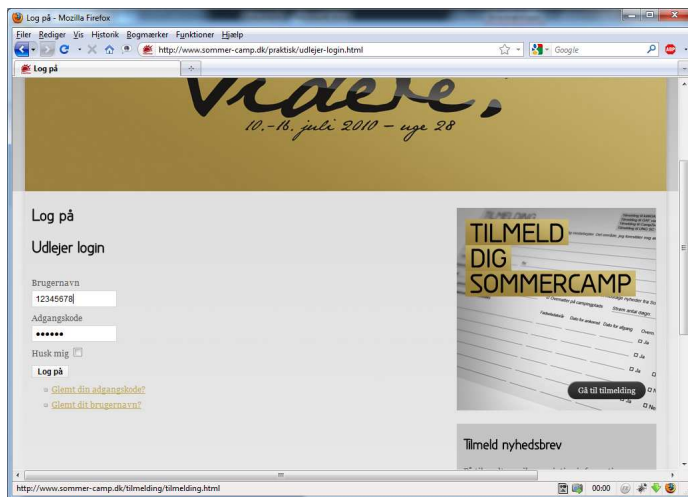 Log på - Mozilla Firefox
Filer Rediger Vis Historik Bogmærker Funktioner Hjælp
http://www.sommer-camp.dk/praktisk/udlejer-login.html
Google
Log på
Videre,
10.-16. juli 2010 - uge 28
Log på
Udlejer login
Brugernavn
12345678
Adgangskode
••••••
Husk mig
Log på
Glemt din adgangskode?
Glemt dit brugernavn?
TILMELDING
TILMELD
DIG
SOMMERCAMP
Gå til tilmelding
Tilmeld nyhedsbrev
http://www.sommer-camp.dk/tilmelding/tilmelding.html
00:00